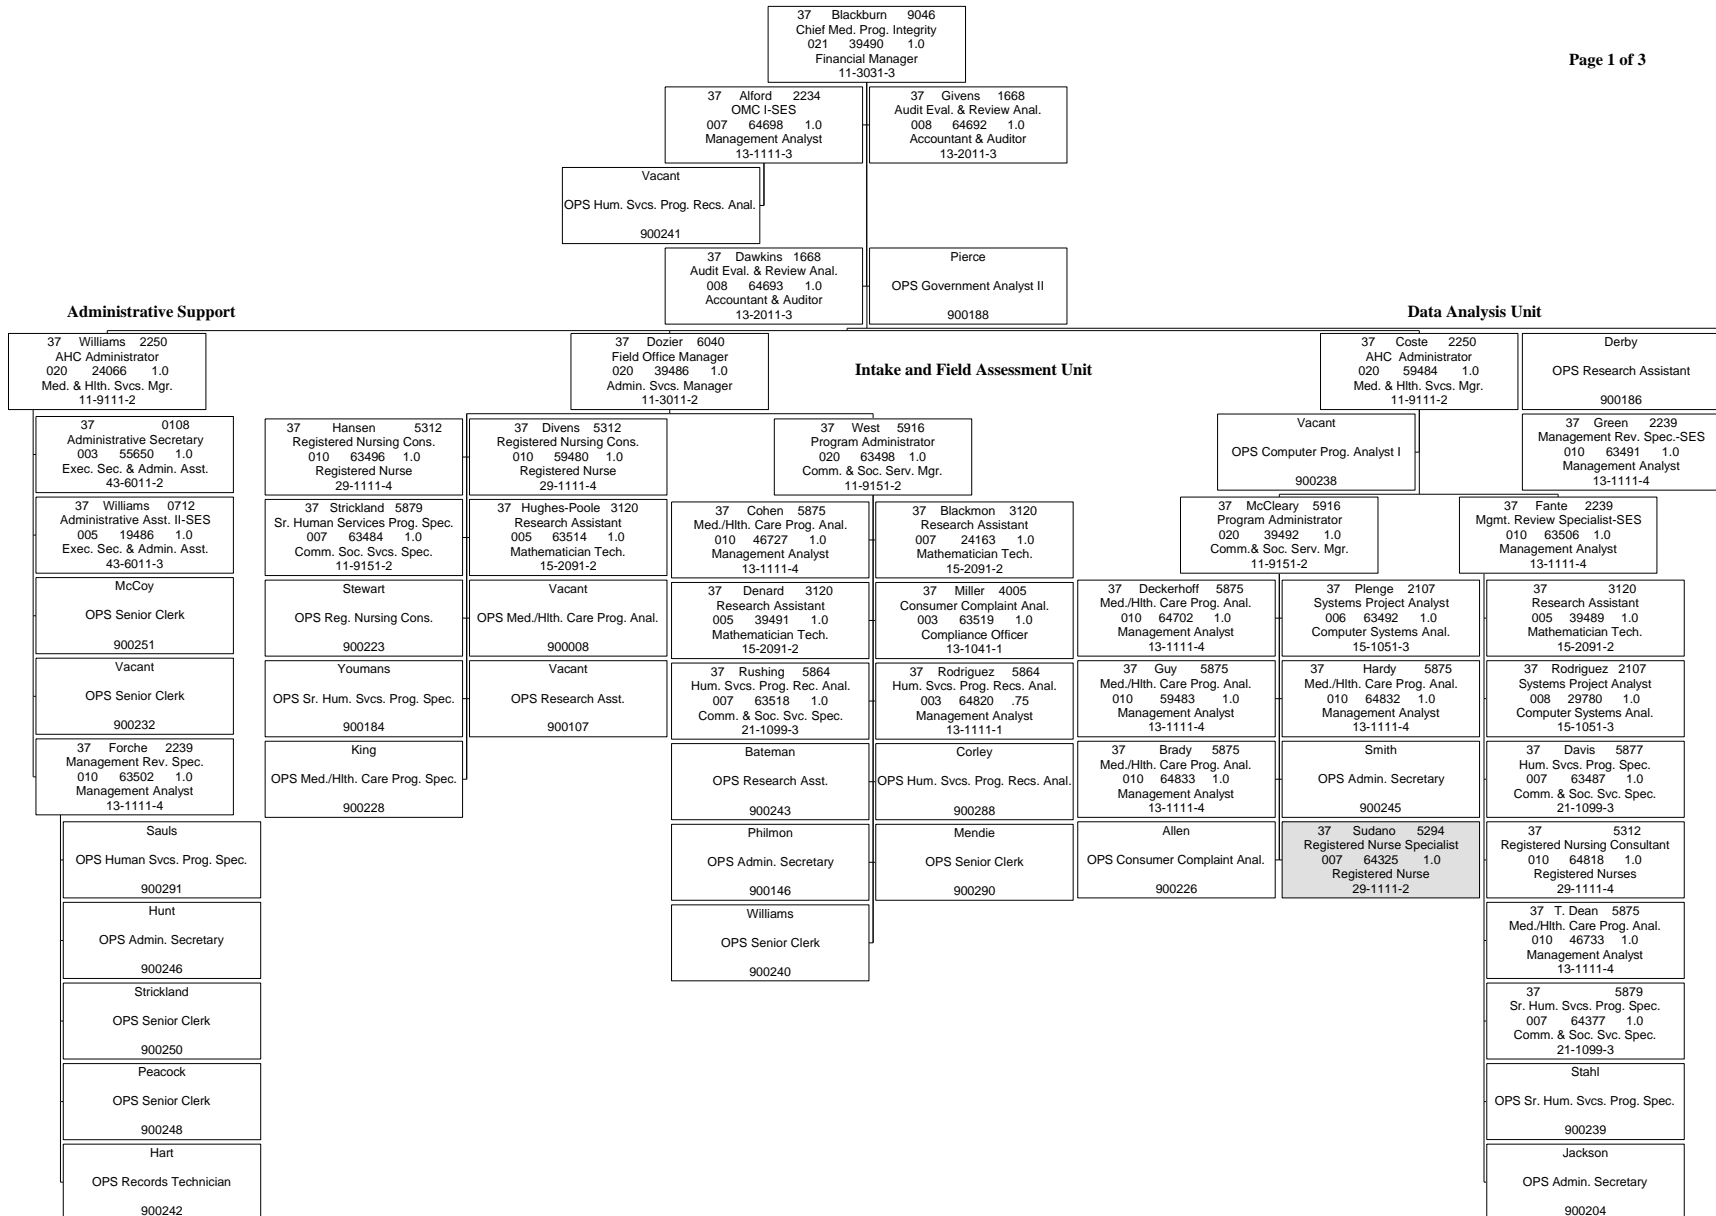 37 Blackburn 9046
Chief Med. Prog. Integrity
021 39490 1.0
Financial Manager
11-3031-3
Page 1 of 3
37 Alford 2234
OMC I-SES
007 64698 1.0
Management Analyst
13-1111-3
37 Givens 1668
Audit Eval. & Review Anal.
008 64692 1.0
Accountant & Auditor
13-2011-3
Vacant
OPS Hum. Svcs. Prog. Recs. Anal.
900241
37 Dawkins 1668
Audit Eval. & Review Anal.
008 64693 1.0
Accountant & Auditor
13-2011-3
Pierce
OPS Government Analyst II
900188
Administrative Support
Data Analysis Unit
37 Williams 2250
AHC Administrator
020 24066 1.0
Med. & Hlth. Svcs. Mgr.
11-9111-2
37 Dozier 6040
Field Office Manager
020 39486 1.0
Admin. Svcs. Manager
11-3011-2
Intake and Field Assessment Unit
37 Coste 2250
AHC Administrator
020 59484 1.0
Med. & Hlth. Svcs. Mgr.
11-9111-2
Derby
OPS Research Assistant
900186
37 0108
Administrative Secretary
003 55650 1.0
Exec. Sec. & Admin. Asst.
43-6011-2
37 Hansen 5312
Registered Nursing Cons.
010 63496 1.0
Registered Nurse
29-1111-4
37 Divens 5312
Registered Nursing Cons.
010 59480 1.0
Registered Nurse
29-1111-4
37 West 5916
Program Administrator
020 63498 1.0
Comm. & Soc. Serv. Mgr.
11-9151-2
Vacant
OPS Computer Prog. Analyst I
900238
37 Green 2239
Management Rev. Spec.-SES
010 63491 1.0
Management Analyst
13-1111-4
37 Williams 0712
Administrative Asst. II-SES
005 19486 1.0
Exec. Sec. & Admin. Asst.
43-6011-3
37 Strickland 5879
Sr. Human Services Prog. Spec.
007 63484 1.0
Comm. Soc. Svcs. Spec.
11-9151-2
37 Hughes-Poole 3120
Research Assistant
005 63514 1.0
Mathematician Tech.
15-2091-2
37 Cohen 5875
Med./Hlth. Care Prog. Anal.
010 46727 1.0
Management Analyst
13-1111-4
37 Blackmon 3120
Research Assistant
007 24163 1.0
Mathematician Tech.
15-2091-2
37 McCleary 5916
Program Administrator
020 39492 1.0
Comm.& Soc. Serv. Mgr.
11-9151-2
37 Fante 2239
Mgmt. Review Specialist-SES
010 63506 1.0
Management Analyst
13-1111-4
McCoy
OPS Senior Clerk
900251
Stewart
OPS Reg. Nursing Cons.
900223
Vacant
OPS Med./Hlth. Care Prog. Anal.
900008
37 Denard 3120
Research Assistant
005 39491 1.0
Mathematician Tech.
15-2091-2
37 Miller 4005
Consumer Complaint Anal.
003 63519 1.0
Compliance Officer
13-1041-1
37 Deckerhoff 5875
Med./Hlth. Care Prog. Anal.
010 64702 1.0
Management Analyst
13-1111-4
37 Plenge 2107
Systems Project Analyst
006 63492 1.0
Computer Systems Anal.
15-1051-3
37 3120
Research Assistant
005 39489 1.0
Mathematician Tech.
15-2091-2
Vacant
OPS Senior Clerk
900232
Youmans
OPS Sr. Hum. Svcs. Prog. Spec.
900184
Vacant
OPS Research Asst.
900107
37 Rushing 5864
Hum. Svcs. Prog. Rec. Anal.
007 63518 1.0
Comm. & Soc. Svc. Spec.
21-1099-3
37 Rodriguez 5864
Hum. Svcs. Prog. Recs. Anal.
003 64820 .75
Management Analyst
13-1111-1
37 Guy 5875
Med./Hlth. Care Prog. Anal.
010 59483 1.0
Management Analyst
13-1111-4
37 Hardy 5875
Med./Hlth. Care Prog. Anal.
010 64832 1.0
Management Analyst
13-1111-4
37 Rodriguez 2107
Systems Project Analyst
008 29780 1.0
Computer Systems Anal.
15-1051-3
37 Forche 2239
Management Rev. Spec.
010 63502 1.0
Management Analyst
13-1111-4
King
OPS Med./Hlth. Care Prog. Spec.
900228
Bateman
OPS Research Asst.
900243
Corley
OPS Hum. Svcs. Prog. Recs. Anal.
900288
37 Brady 5875
Med./Hlth. Care Prog. Anal.
010 64833 1.0
Management Analyst
13-1111-4
Smith
OPS Admin. Secretary
900245
37 Davis 5877
Hum. Svcs. Prog. Spec.
007 63487 1.0
Comm. & Soc. Svc. Spec.
21-1099-3
Sauls
OPS Human Svcs. Prog. Spec.
900291
Philmon
OPS Admin. Secretary
900146
Mendie
OPS Senior Clerk
900290
Allen
OPS Consumer Complaint Anal.
900226
37 Sudano 5294
Registered Nurse Specialist
007 64325 1.0
Registered Nurse
29-1111-2
37 5312
Registered Nursing Consultant
010 64818 1.0
Registered Nurses
29-1111-4
Hunt
OPS Admin. Secretary
900246
Williams
OPS Senior Clerk
900240
37 T. Dean 5875
Med./Hlth. Care Prog. Anal.
010 46733 1.0
Management Analyst
13-1111-4
Strickland
OPS Senior Clerk
900250
37 5879
Sr. Hum. Svcs. Prog. Spec.
007 64377 1.0
Comm. & Soc. Svc. Spec.
21-1099-3
Peacock
OPS Senior Clerk
900248
Stahl
OPS Sr. Hum. Svcs. Prog. Spec.
900239
Hart
OPS Records Technician
900242
Jackson
OPS Admin. Secretary
900204